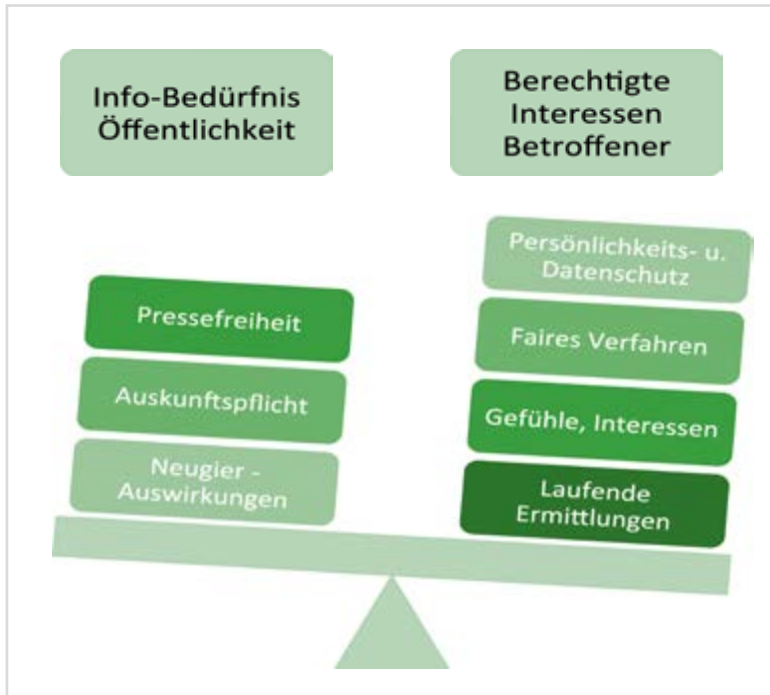 Info-Bedürfnis
Öffentlichkeit
Berechtigte
Interessen
Betroffener
Pressefreiheit
Auskunftspflicht
Neugier -
Auswirkungen
Persönlichkeits- u.
Datenschutz
Faires Verfahren
Gefühle, Interessen
Laufende
Ermittlungen